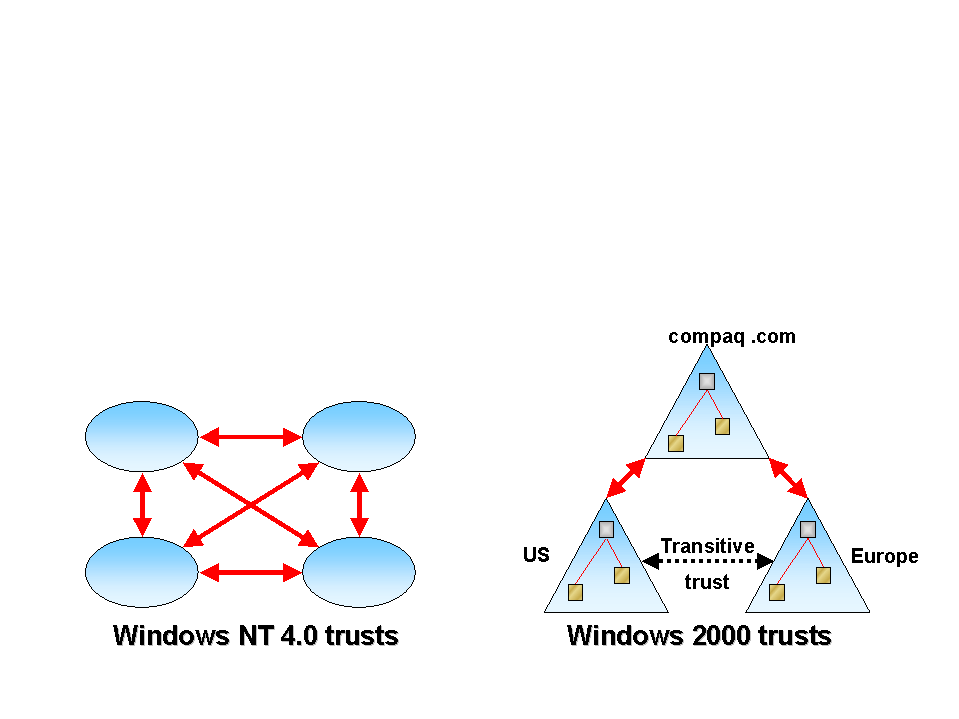 compaq .com
US
Transitive
trust
Europe
Windows NT 4.0 trusts
Windows 2000 trusts